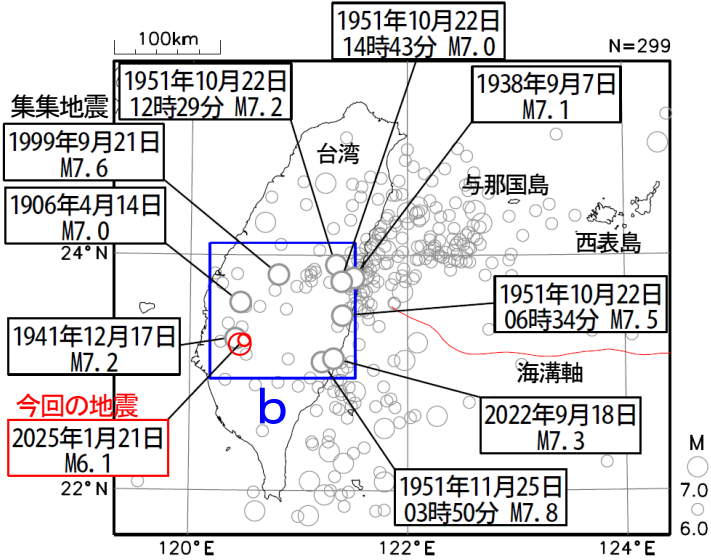 100km
1951年10月22日
14時43分 M7.0
N=299
1951年10月22日
12時29分 M7.2
1938年9月7日
M7.1
集集地震
1999年9月21日
M7.6
台湾
与那国島
1906年4月14日
M7.0
西表島
24°N
1951年10月22日
06時34分 M7.5
1941年12月17日
M7.2
海溝軸
今回の地震
b
2025年1月21日
M6.1
2022年9月18日
M7.3
M
1951年11月25日
03時50分 M7.8
22°N
7.0
6.0
120°E
122°E
124°E